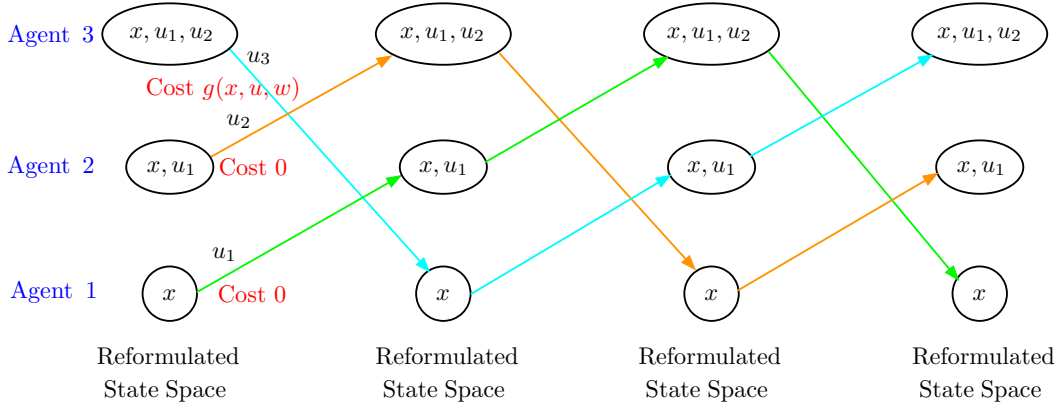 Agent 3
x, u₁, u₂
x, u₁, u₂
x, u₁, u₂
x, u₁, u₂
u₃
Cost g(x, u, w)
u₂
Agent 2
x, u₁
Cost 0
x, u₁
x, u₁
x, u₁
u₁
Agent 1
x
Cost 0
x
x
x
Reformulated
State Space
Reformulated
State Space
Reformulated
State Space
Reformulated
State Space